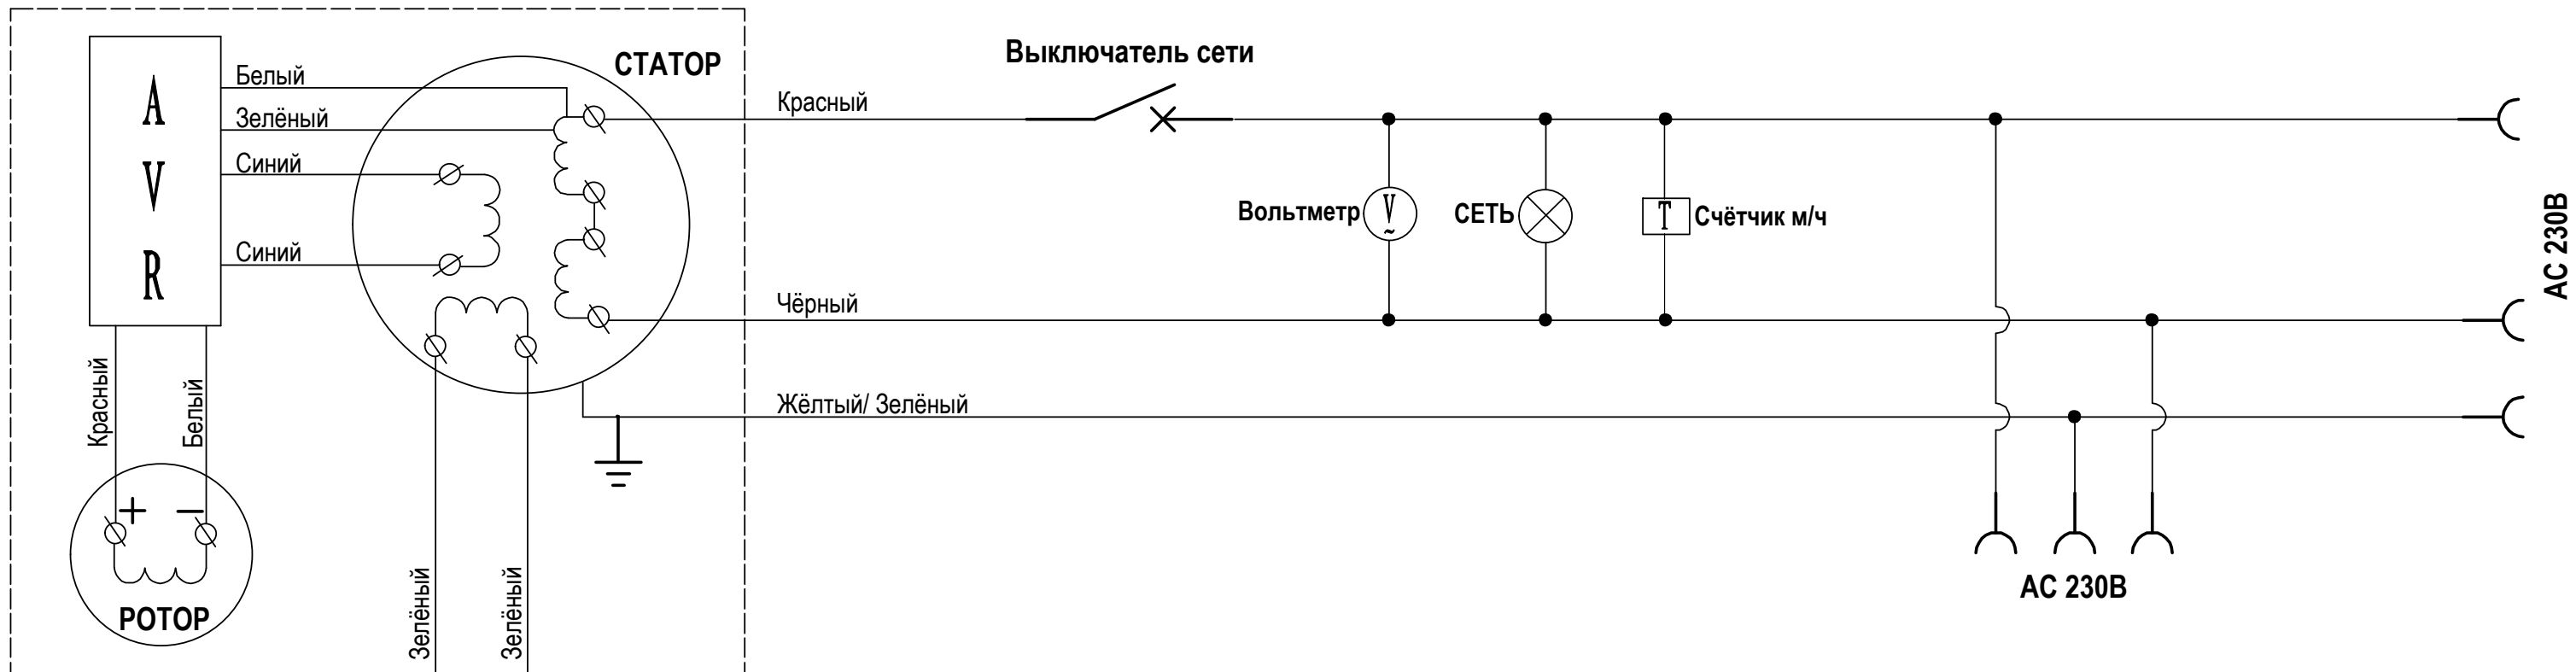 СТАТОР
Выключатель сети
A
V
R
Белый
Зелёный
Синий
Синий
Красный
Вольтметр
V
~
СЕТЬ
T
Счётчик м/ч
Чёрный
Жёлтый/ Зелёный
AC 230В
AC 230В
Красный
Белый
+
−
РОТОР
Зелёный
Зелёный